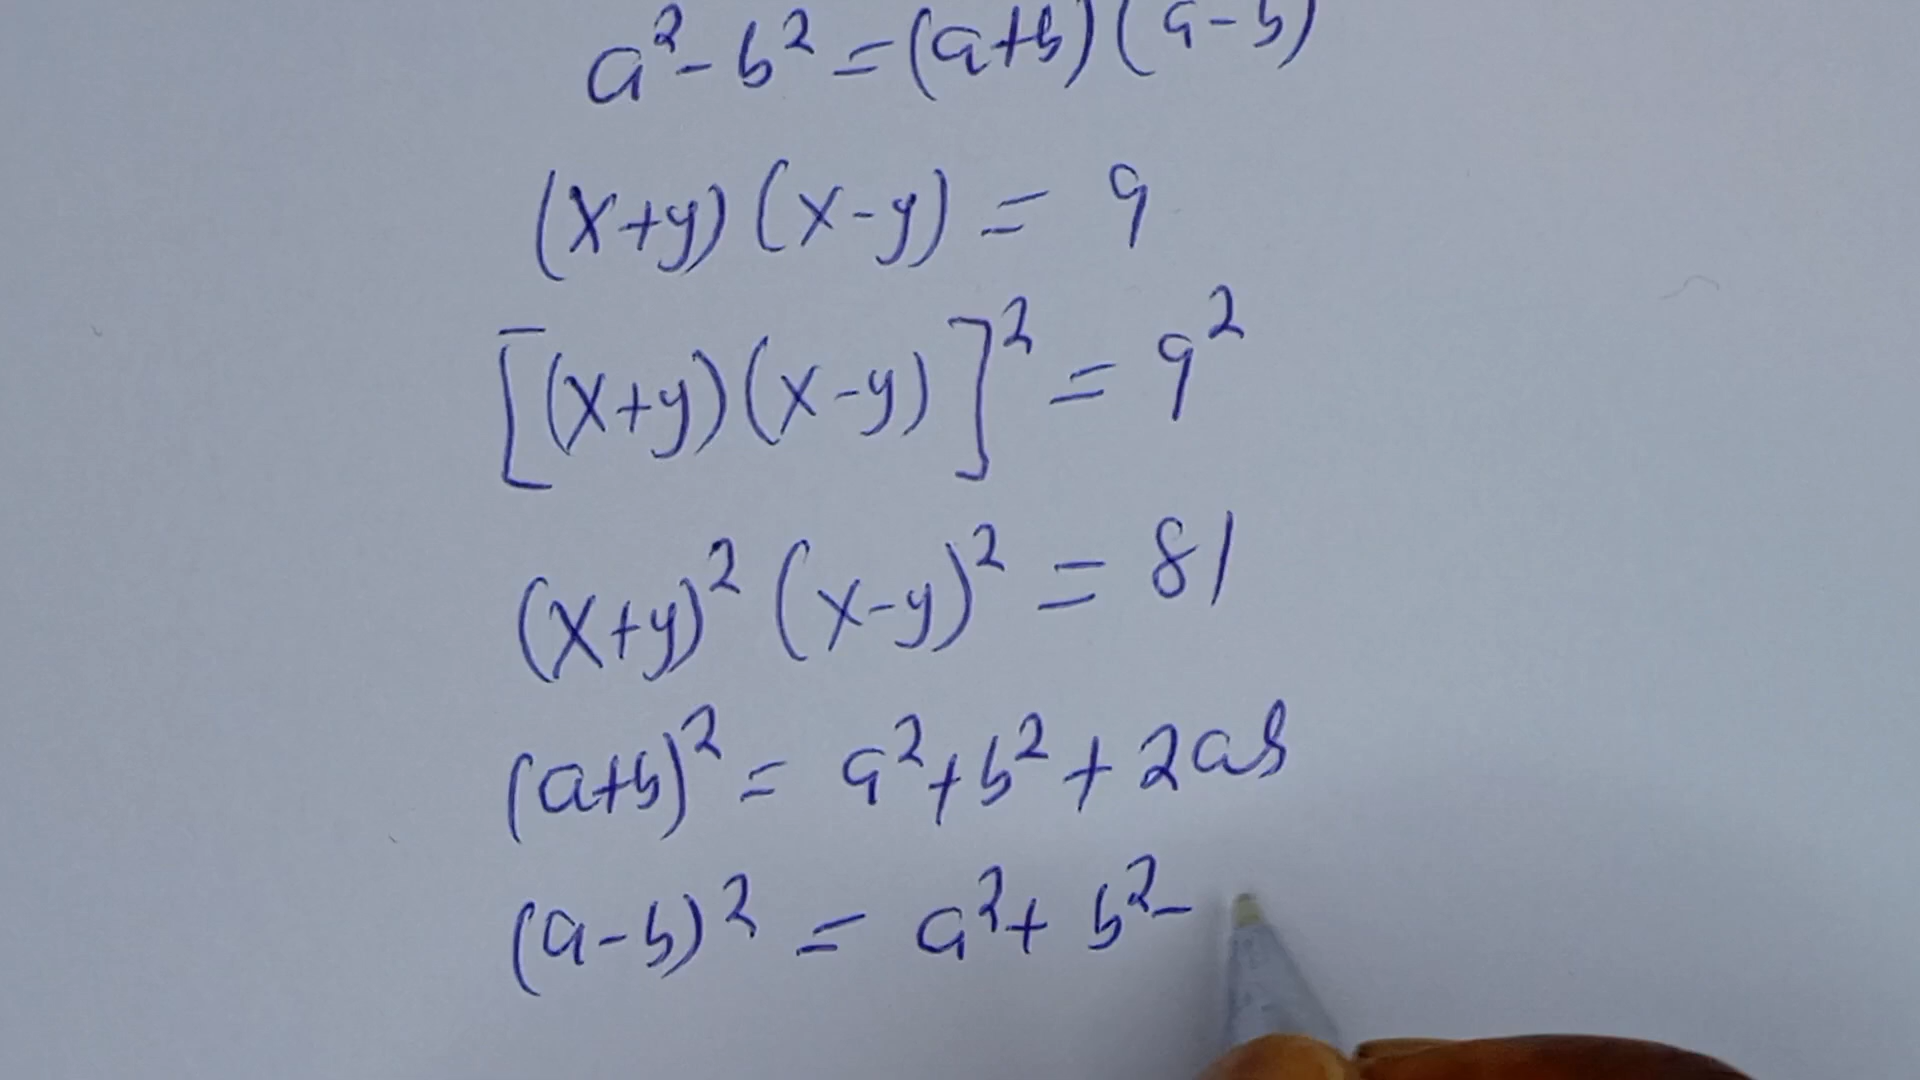 a² - b² = (a+b)(a-b)
(x+y)(x-y) = 9
[(x+y)(x-y)]² = 9²
(x+y)² (x-y)² = 81
(a+b)² = a² + b² + 2ab
(a-b)² = a² + b² -